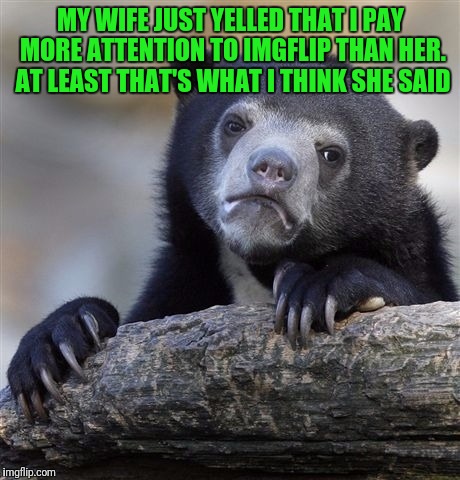 MY WIFE JUST YELLED THAT I PAY
MORE ATTENTION TO IMGFLIP THAN HER.
AT LEAST THAT'S WHAT I THINK SHE SAID
imgflip.com